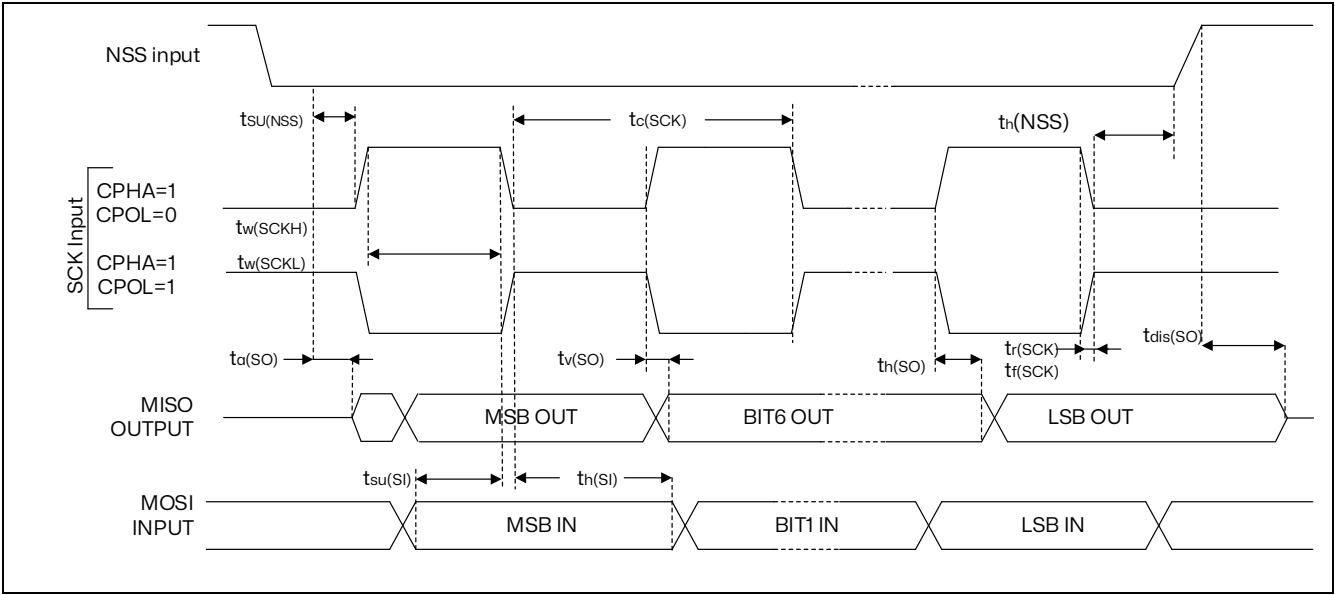 NSS input
tSU(NSS)
tc(SCK)
th(NSS)
SCK Input
CPHA=1
CPOL=0
tw(SCKH)
CPHA=1
CPOL=1
tw(SCKL)
ta(SO)
tv(SO)
th(SO)
tr(SCK)
tf(SCK)
tdis(SO)
MISO
OUTPUT
MSB OUT
BIT6 OUT
LSB OUT
tsu(SI)
th(SI)
MOSI
INPUT
MSB IN
BIT1 IN
LSB IN